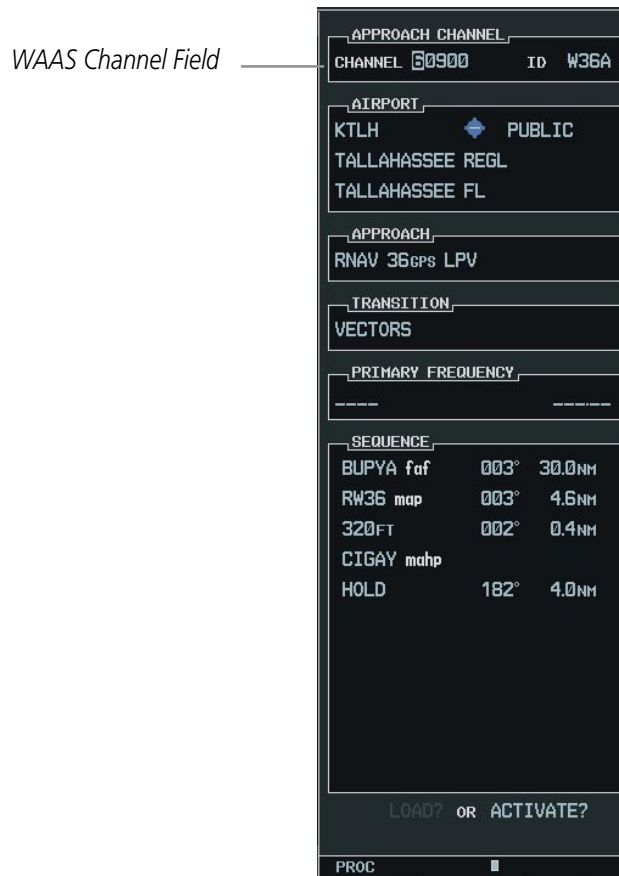 WAAS Channel Field
APPROACH CHANNEL
CHANNEL 60900 ID W36A
AIRPORT
KTLH PUBLIC
TALLAHASSEE REGL
TALLAHASSEE FL
APPROACH
RNAV 36GPS LPV
TRANSITION
VECTORS
PRIMARY FREQUENCY
---- ---.--
SEQUENCE
BUPYA faf 003° 30.0NM
RW36 map 003° 4.6NM
320FT 002° 0.4NM
CIGAY mahp
HOLD 182° 4.0NM
LOAD? OR ACTIVATE?
PROC